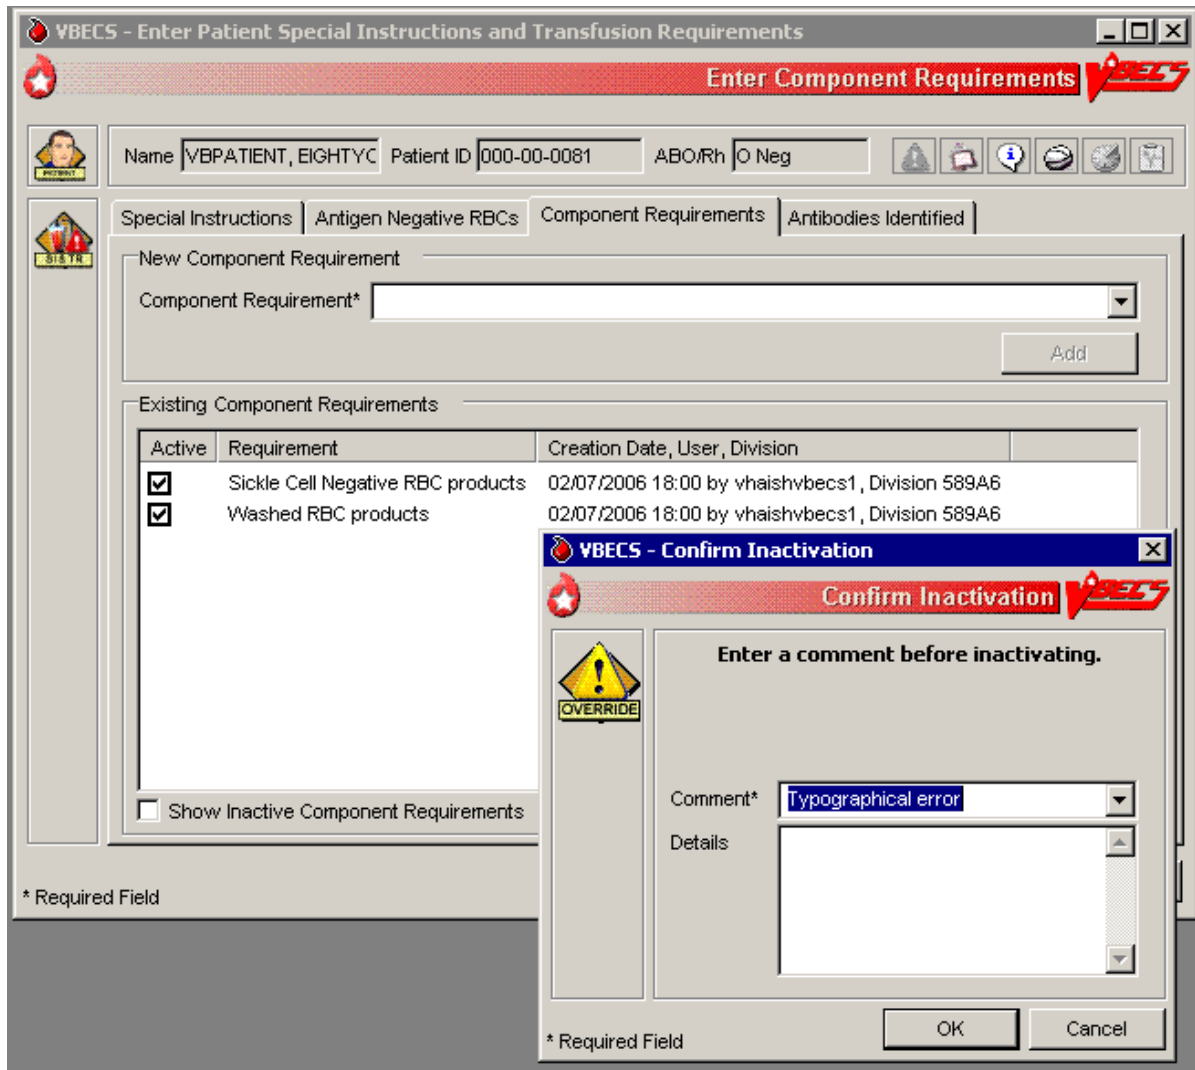 VBECS - Enter Patient Special Instructions and Transfusion Requirements
Enter Component Requirements VBECS
PATIENT
Name VBPATIENT, EIGHTYC Patient ID 000-00-0081 ABO/Rh O Neg
SI & TR
Special Instructions Antigen Negative RBCs Component Requirements Antibodies Identified
New Component Requirement
Component Requirement*
Add
Existing Component Requirements
Active Requirement Creation Date, User, Division
Sickle Cell Negative RBC products 02/07/2006 18:00 by vhaishvbecs1, Division 589A6
Washed RBC products 02/07/2006 18:00 by vhaishvbecs1, Division 589A6
Show Inactive Component Requirements
* Required Field
VBECS - Confirm Inactivation
Confirm Inactivation VBECS
OVERRIDE
Enter a comment before inactivating.
Comment* Typographical error
Details
* Required Field
OK Cancel